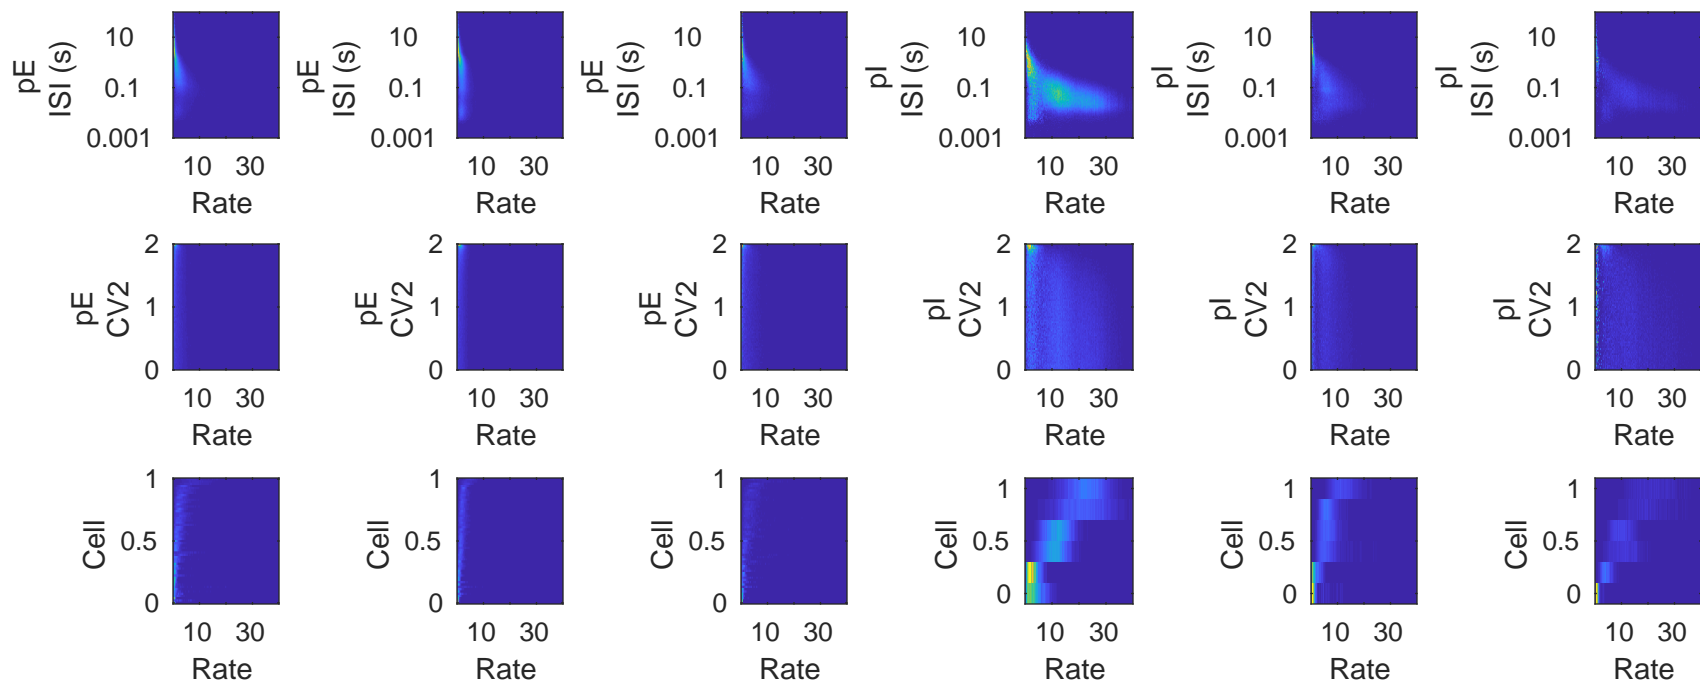 pE ISI (s) 10 0.1 0.001 10 30 Rate
pE ISI (s) 10 0.1 0.001 10 30 Rate
pE ISI (s) 10 0.1 0.001 10 30 Rate
pI ISI (s) 10 0.1 0.001 10 30 Rate
pI ISI (s) 10 0.1 0.001 10 30 Rate
pI ISI (s) 10 0.1 0.001 10 30 Rate
pE CV2 2 1 0 10 30 Rate
pE CV2 2 1 0 10 30 Rate
pE CV2 2 1 0 10 30 Rate
pI CV2 2 1 0 10 30 Rate
pI CV2 2 1 0 10 30 Rate
pI CV2 2 1 0 10 30 Rate
Cell 1 0.5 0 10 30 Rate
Cell 1 0.5 0 10 30 Rate
Cell 1 0.5 0 10 30 Rate
Cell 1 0.5 0 10 30 Rate
Cell 1 0.5 0 10 30 Rate
Cell 1 0.5 0 10 30 Rate